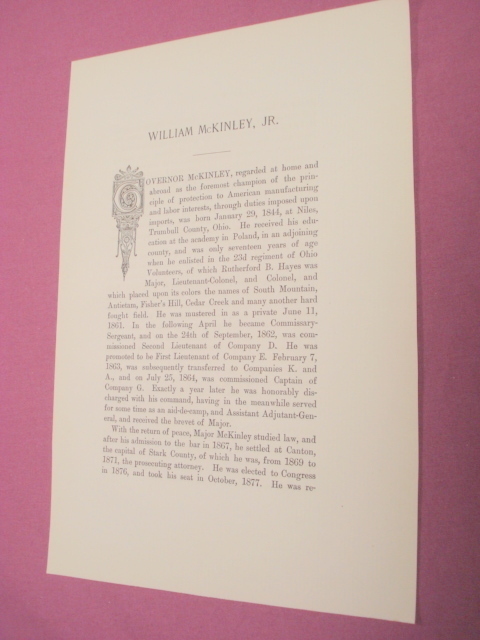 WILLIAM McKINLEY, JR.
GOVERNOR McKINLEY, regarded at home and
abroad as the foremost champion of the prin-
ciple of protection to American manufacturing
and labor interests, through duties imposed upon
imports, was born January 29, 1844, at Niles,
Trumbull County, Ohio. He received his edu-
cation at the academy in Poland, in an adjoining
county, and was only seventeen years of age
when he enlisted in the 23d regiment of Ohio
Volunteers, of which Rutherford B. Hayes was
Major, Lieutenant-Colonel, and Colonel, and
which placed upon its colors the names of South Mountain,
Antietam, Fisher's Hill, Cedar Creek and many another hard
fought field. He was mustered in as a private June 11,
1861. In the following April he became Commissary-
Sergeant, and on the 24th of September, 1862, was com-
missioned Second Lieutenant of Company D. He was
promoted to be First Lieutenant of Company E. February 7,
1863, was subsequently transferred to Companies K. and
A., and on July 25, 1864, was commissioned Captain of
Company G. Exactly a year later he was honorably dis-
charged with his command, having in the meanwhile served
for some time as an aid-de-camp, and Assistant Adjutant-Gen-
eral, and received the brevet of Major.
With the return of peace, Major McKinley studied law, and
after his admission to the bar in 1867, he settled at Canton,
the capital of Stark County, of which he was, from 1869 to
1871, the prosecuting attorney. He was elected to Congress
in 1876, and took his seat in October, 1877. He was re-